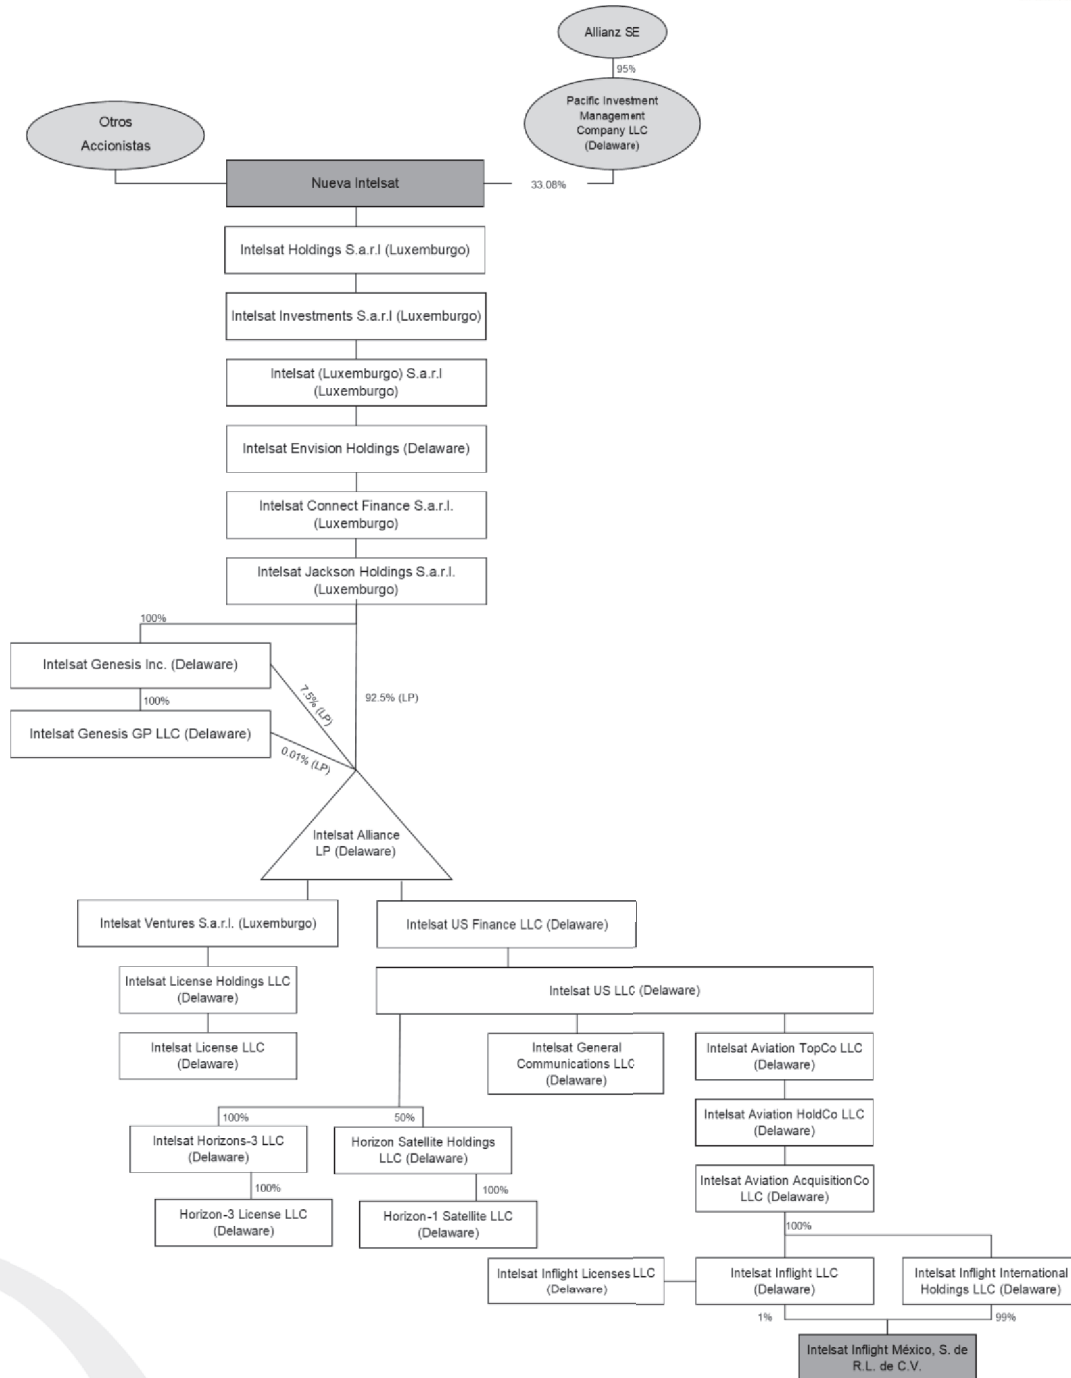 Allianz SE
95%
Pacific Investment
Management
Company LLC
(Delaware)
Otros
Accionistas
Nueva Intelsat
33.08%
Intelsat Holdings S.a.r.l (Luxemburgo)
Intelsat Investments S.a.r.l (Luxemburgo)
Intelsat (Luxemburgo) S.a.r.l
(Luxemburgo)
Intelsat Envision Holdings (Delaware)
Intelsat Connect Finance S.a.r.l.
(Luxemburgo)
Intelsat Jackson Holdings S.a.r.l.
(Luxemburgo)
100%
Intelsat Genesis Inc. (Delaware)
7.5% (LP)
92.5% (LP)
100%
Intelsat Genesis GP LLC (Delaware)
0.01% (LP)
Intelsat Alliance
LP (Delaware)
Intelsat Ventures S.a.r.l. (Luxemburgo)
Intelsat US Finance LLC (Delaware)
Intelsat License Holdings LLC
(Delaware)
Intelsat US LLC (Delaware)
Intelsat License LLC
(Delaware)
Intelsat General
Communications LLC
(Delaware)
Intelsat Aviation TopCo LLC
(Delaware)
100%
50%
Intelsat Horizons-3 LLC
(Delaware)
Horizon Satellite Holdings
LLC (Delaware)
Intelsat Aviation HoldCo LLC
(Delaware)
100%
100%
Intelsat Aviation AcquisitionCo
LLC (Delaware)
Horizon-3 License LLC
(Delaware)
Horizon-1 Satellite LLC
(Delaware)
100%
Intelsat Inflight Licenses LLC
(Delaware)
Intelsat Inflight LLC
(Delaware)
Intelsat Inflight International
Holdings LLC (Delaware)
1%
99%
Intelsat Inflight México, S. de
R.L. de C.V.